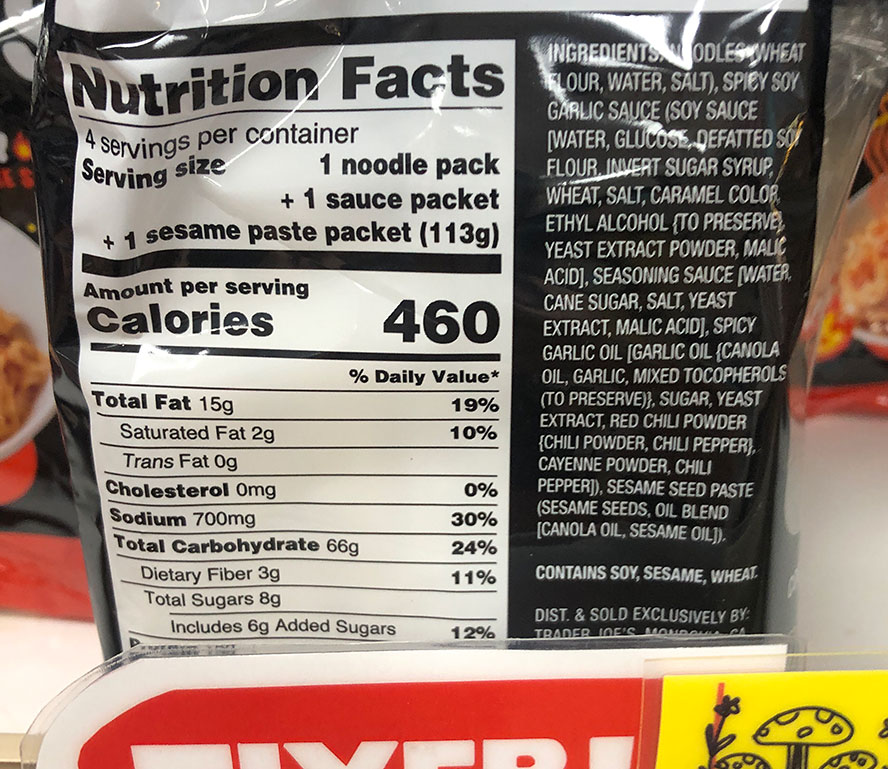 Nutrition Facts
4 servings per container
Serving size 1 noodle pack
+ 1 sauce packet
+ 1 sesame paste packet (113g)
Amount per serving
Calories 460
% Daily Value*
Total Fat 15g 19%
Saturated Fat 2g 10%
Trans Fat 0g
Cholesterol 0mg 0%
Sodium 700mg 30%
Total Carbohydrate 66g 24%
Dietary Fiber 3g 11%
Total Sugars 8g
Includes 6g Added Sugars 12%
INGREDIENTS: NOODLES (WHEAT
FLOUR, WATER, SALT), SPICY SOY
GARLIC SAUCE (SOY SAUCE
[WATER, GLUCOSE, DEFATTED SOY
FLOUR, INVERT SUGAR SYRUP,
WHEAT, SALT, CARAMEL COLOR,
ETHYL ALCOHOL {TO PRESERVE},
YEAST EXTRACT POWDER, MALIC
ACID], SEASONING SAUCE [WATER,
CANE SUGAR, SALT, YEAST
EXTRACT, MALIC ACID], SPICY
GARLIC OIL [GARLIC OIL {CANOLA
OIL, GARLIC, MIXED TOCOPHEROLS
(TO PRESERVE)}, SUGAR, YEAST
EXTRACT, RED CHILI POWDER
{CHILI POWDER, CHILI PEPPER},
CAYENNE POWDER, CHILI
PEPPER]), SESAME SEED PASTE
(SESAME SEEDS, OIL BLEND
[CANOLA OIL, SESAME OIL]).
CONTAINS SOY, SESAME, WHEAT.
DIST. & SOLD EXCLUSIVELY BY:
TRADER JOE'S, MONROVIA, CA